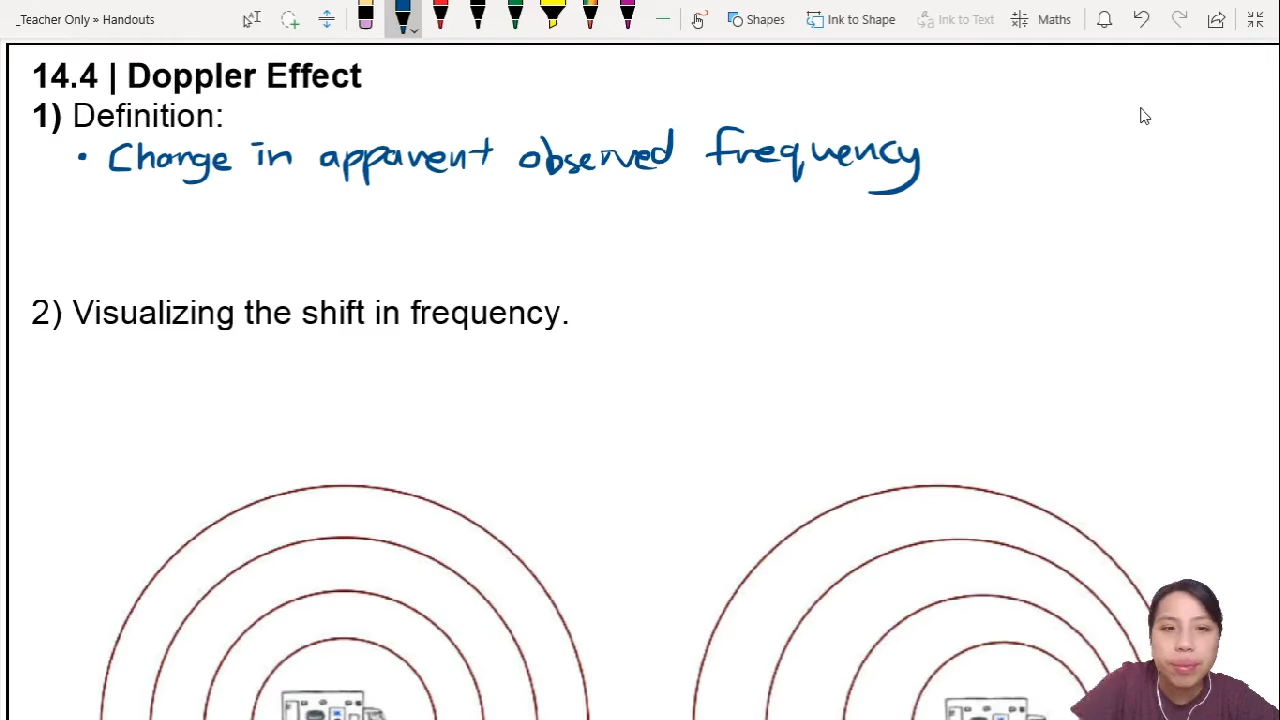 _Teacher Only » Handouts
Shapes
Ink to Shape
Ink to Text
Maths
14.4 | Doppler Effect
1) Definition:
• Change in apparent observed frequency
2) Visualizing the shift in frequency.